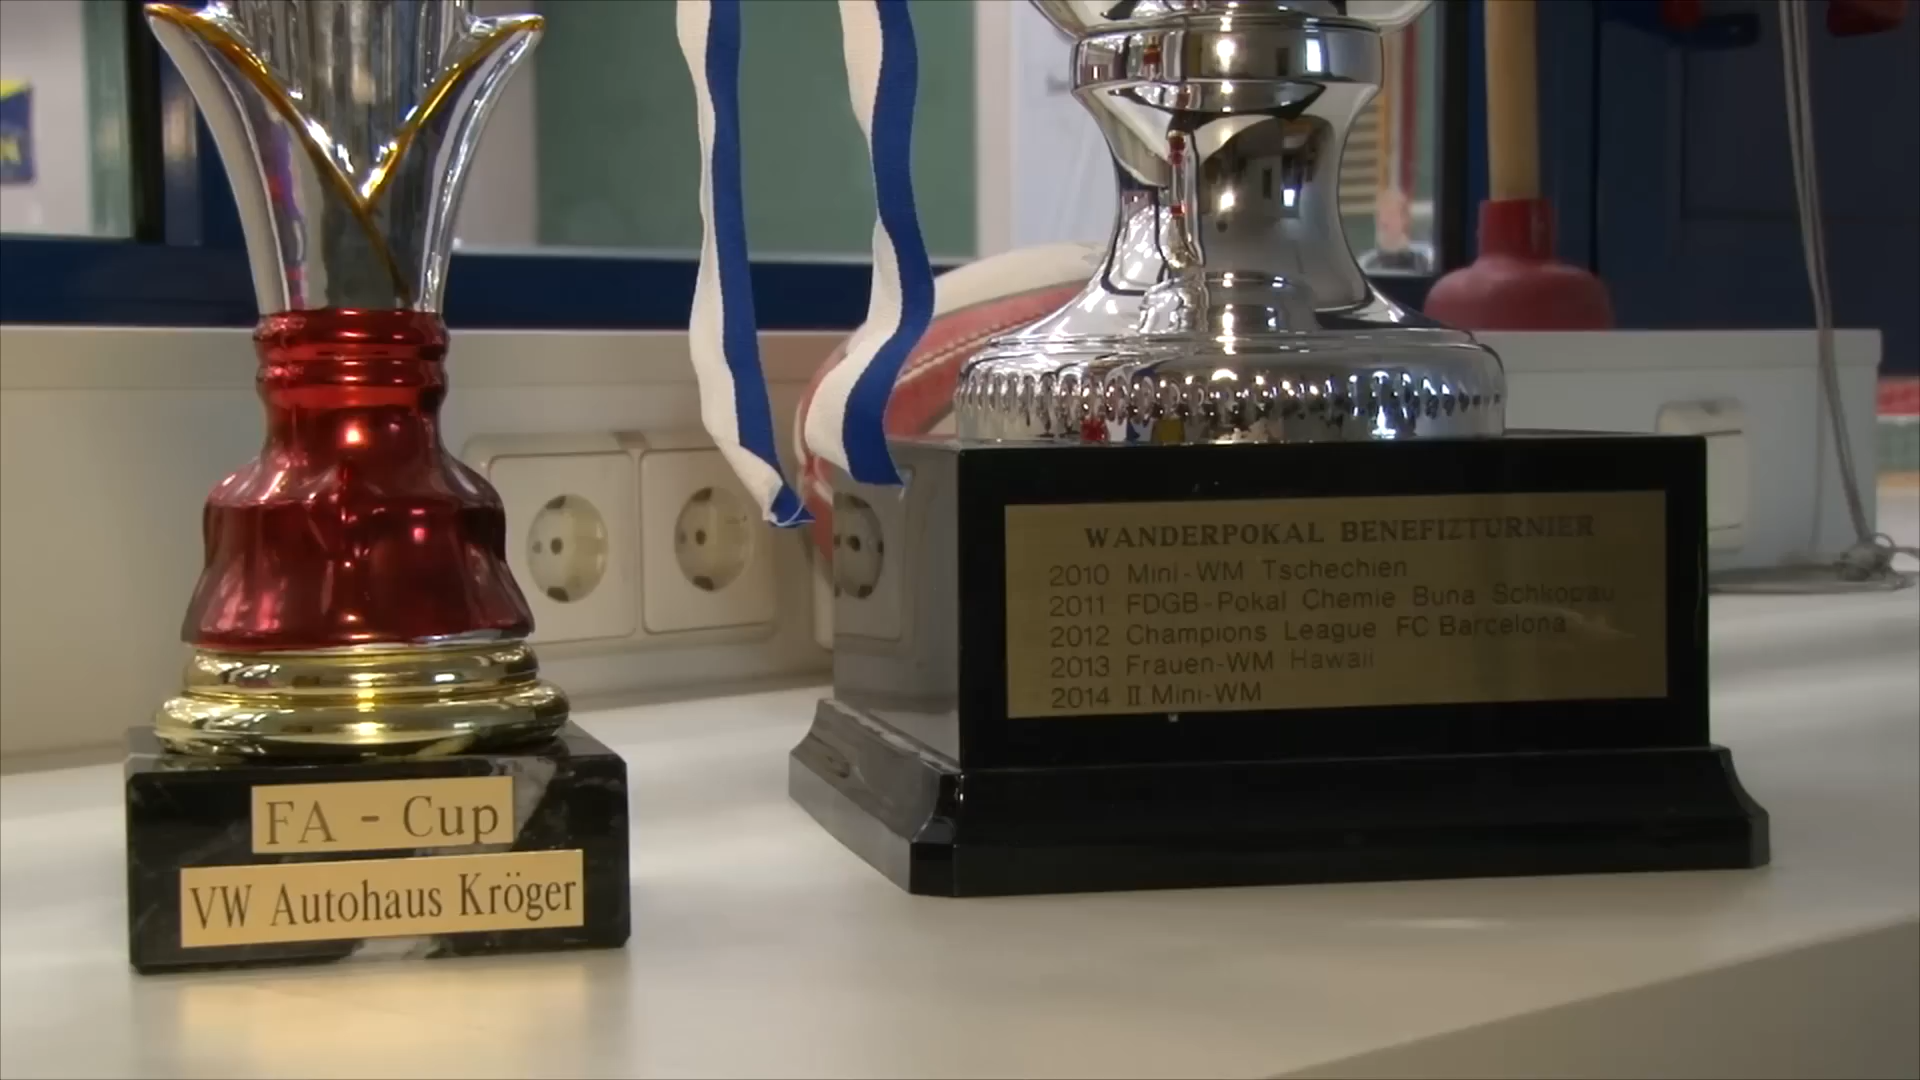 FA - Cup
VW Autohaus Kröger
WANDERPOKAL BENEFIZTURNIER
2010 Mini-WM Tschechien
2011 FDGB-Pokal Chemie Buna Schkopau
2012 Champions League FC Barcelona
2013 Frauen-WM Hawaii
2014 II Mini-WM